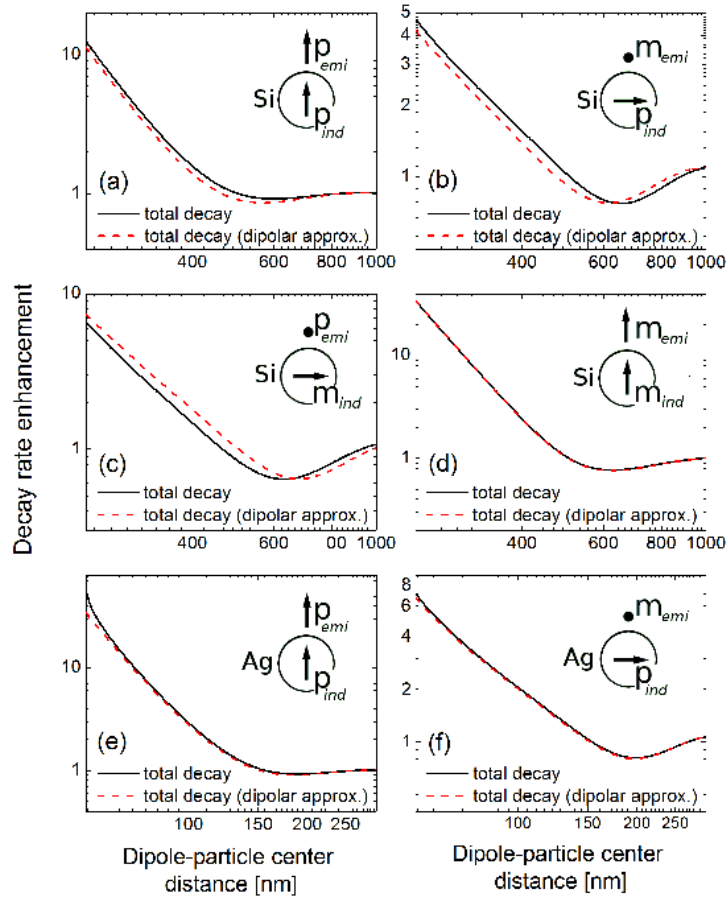 10
1
Si
p emi
p ind
(a)
total decay
total decay (dipolar approx.)
400 600 1000
5
4
3
2
1
Si
m emi
p ind
(b)
total decay
total decay (dipolar approx.)
400 600 800 1000
Decay rate enhancement
10
1
Si
p emi
m ind
(c)
total decay
total decay (dipolar approx.)
400 6 00 1000
10
1
Si
m emi
m ind
(d)
total decay
total decay (dipolar approx.)
400 600 800 1000
10
1
Ag
p emi
p ind
(e)
total decay
total decay (dipolar approx.)
100 150 200 250
Dipole-particle center
distance [nm]
8
6
4
2
1
Ag
m emi
p ind
(f)
total decay
total decay (dipolar approx.)
100 150 200 250
Dipole-particle center
distance [nm]